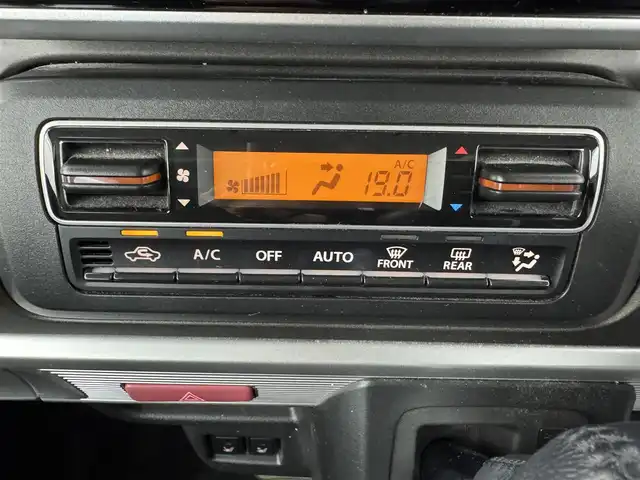 A/C
19.0
A/C OFF AUTO FRONT REAR